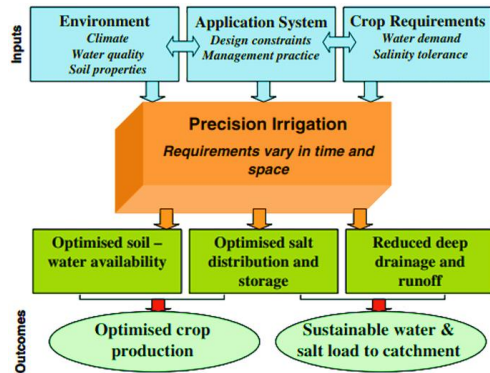 Inputs
Environment
Climate
Water quality
Soil properties
Application System
Design constraints
Management practice
Crop Requirements
Water demand
Salinity tolerance
Precision Irrigation
Requirements vary in time and
space
Optimised soil –
water availability
Optimised salt
distribution and
storage
Reduced deep
drainage and
runoff
Outcomes
Optimised crop
production
Sustainable water &
salt load to catchment